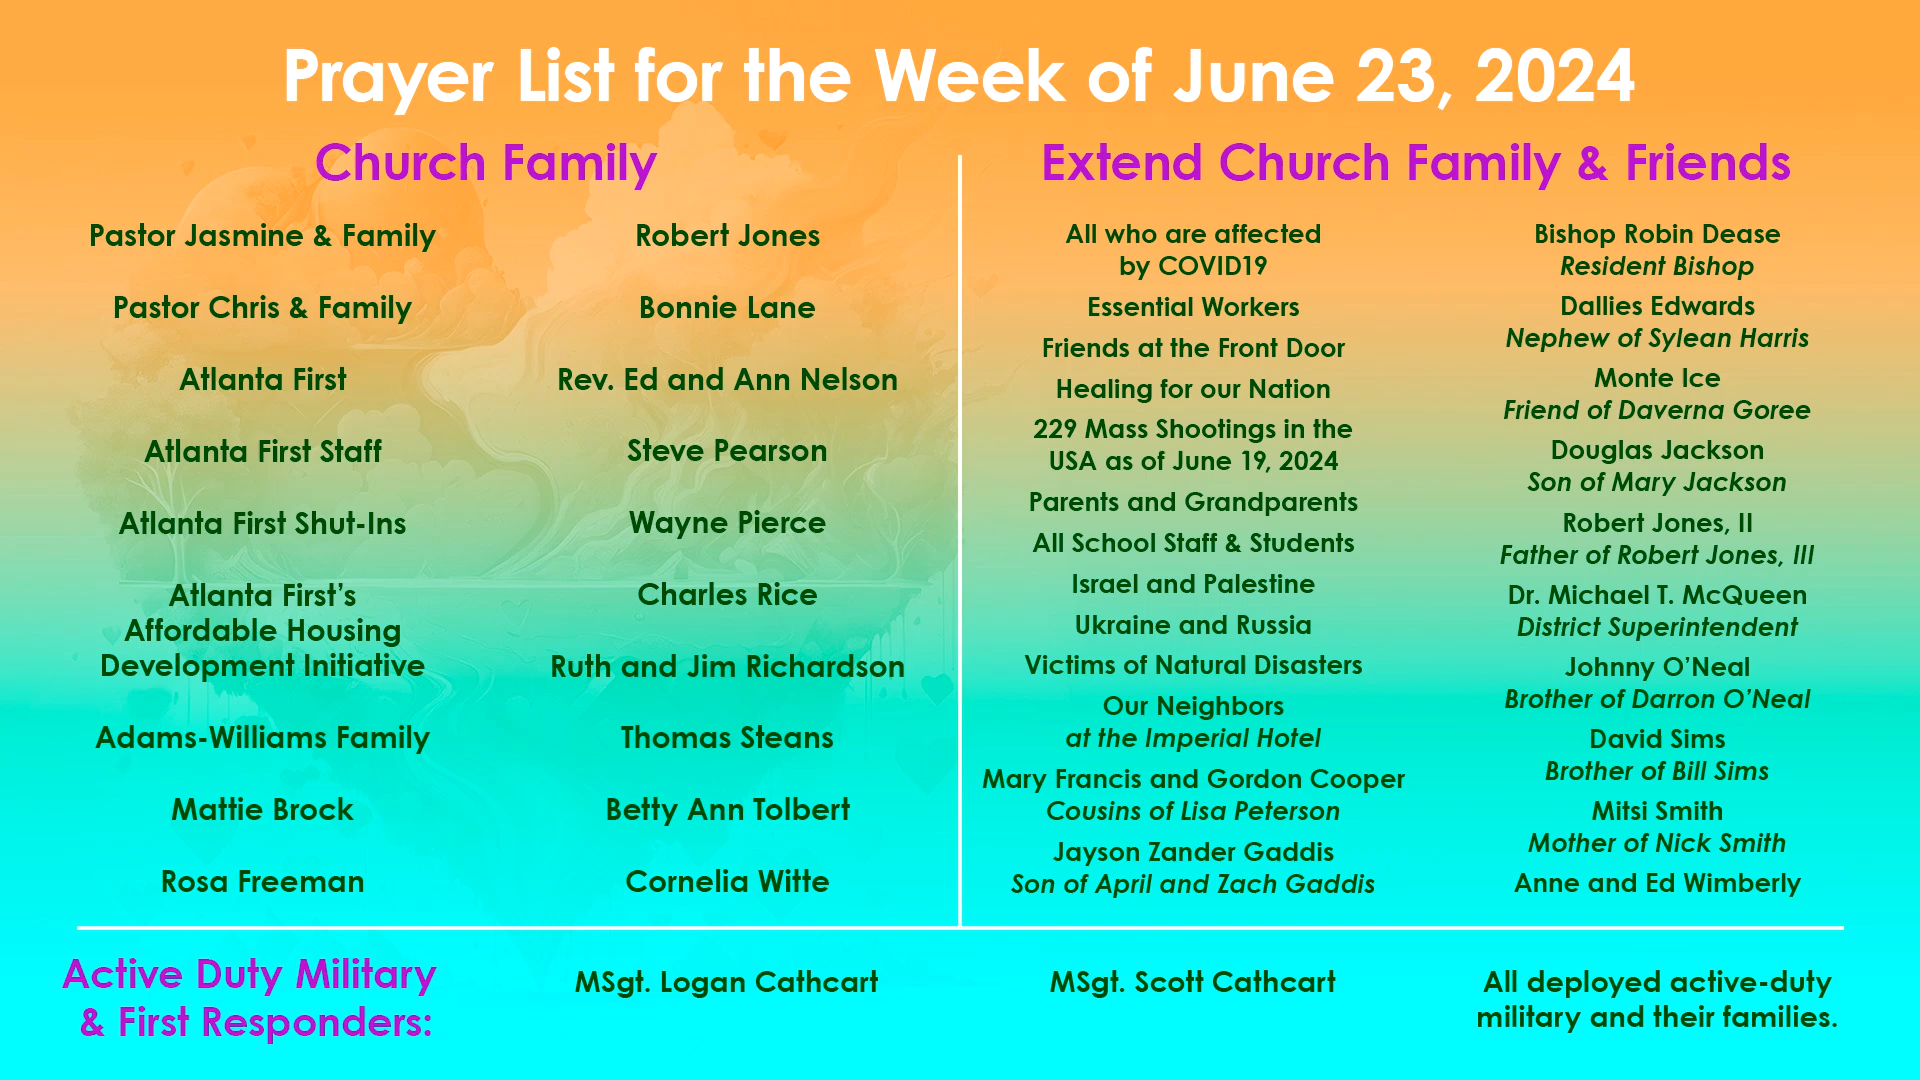 Prayer List for the Week of June 23, 2024
Church Family
Pastor Jasmine & Family
Pastor Chris & Family
Atlanta First
Atlanta First Staff
Atlanta First Shut-Ins
Atlanta First’s
Affordable Housing
Development Initiative
Adams-Williams Family
Mattie Brock
Rosa Freeman
Robert Jones
Bonnie Lane
Rev. Ed and Ann Nelson
Steve Pearson
Wayne Pierce
Charles Rice
Ruth and Jim Richardson
Thomas Steans
Betty Ann Tolbert
Cornelia Witte
Extend Church Family & Friends
All who are affected
by COVID19
Essential Workers
Friends at the Front Door
Healing for our Nation
229 Mass Shootings in the
USA as of June 19, 2024
Parents and Grandparents
All School Staff & Students
Israel and Palestine
Ukraine and Russia
Victims of Natural Disasters
Our Neighbors
at the Imperial Hotel
Mary Francis and Gordon Cooper
Cousins of Lisa Peterson
Jayson Zander Gaddis
Son of April and Zach Gaddis
Bishop Robin Dease
Resident Bishop
Dallies Edwards
Nephew of Sylean Harris
Monte Ice
Friend of Daverna Goree
Douglas Jackson
Son of Mary Jackson
Robert Jones, II
Father of Robert Jones, III
Dr. Michael T. McQueen
District Superintendent
Johnny O’Neal
Brother of Darron O’Neal
David Sims
Brother of Bill Sims
Mitsi Smith
Mother of Nick Smith
Anne and Ed Wimberly
Active Duty Military
& First Responders:
MSgt. Logan Cathcart
MSgt. Scott Cathcart
All deployed active-duty
military and their families.